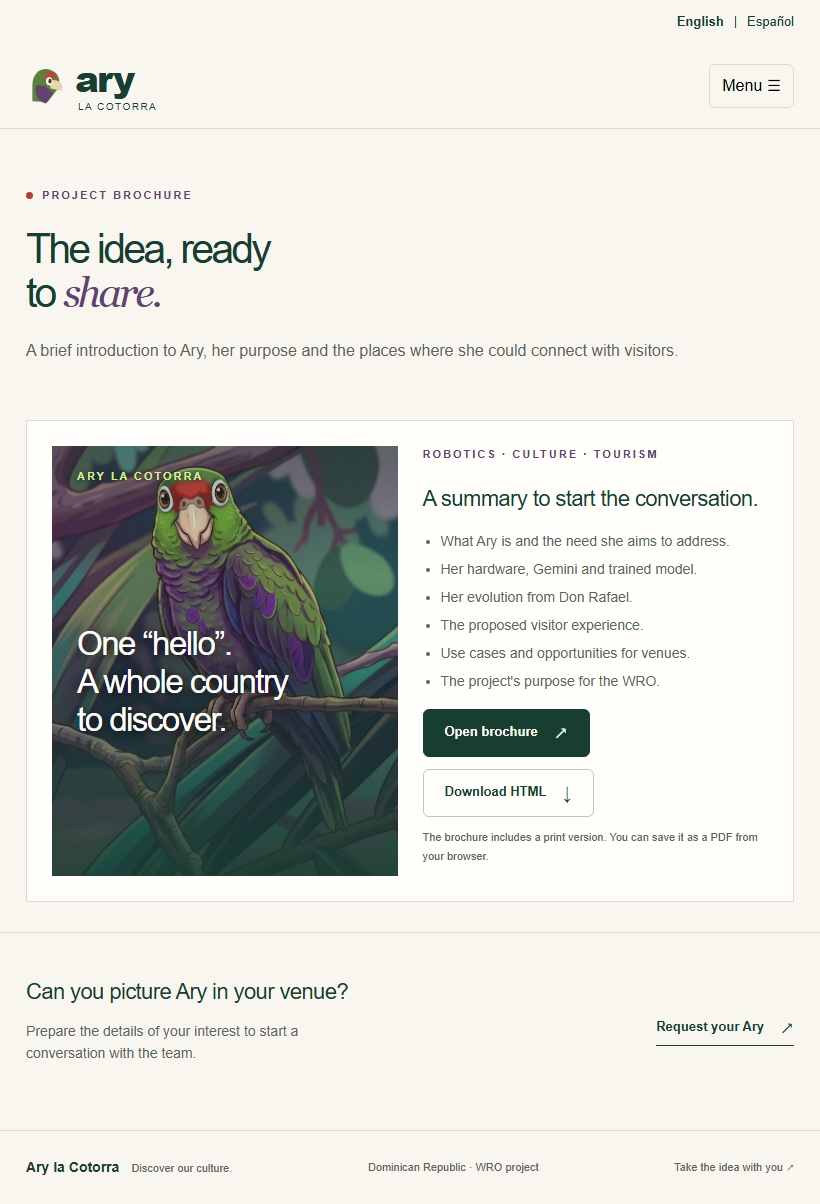 English | Español
ary
LA COTORRA
Menu ☰
PROJECT BROCHURE
The idea, ready
to share.
A brief introduction to Ary, her purpose and the places where she could connect with visitors.
ARY LA COTORRA
One “hello”.
A whole country
to discover.
ROBOTICS · CULTURE · TOURISM
A summary to start the conversation.
• What Ary is and the need she aims to address.
• Her hardware, Gemini and trained model.
• Her evolution from Don Rafael.
• The proposed visitor experience.
• Use cases and opportunities for venues.
• The project's purpose for the WRO.
Open brochure ↗
Download HTML ↓
The brochure includes a print version. You can save it as a PDF from
your browser.
Can you picture Ary in your venue?
Prepare the details of your interest to start a
conversation with the team.
Request your Ary ↗
Ary la Cotorra Discover our culture.
Dominican Republic · WRO project
Take the idea with you ↗